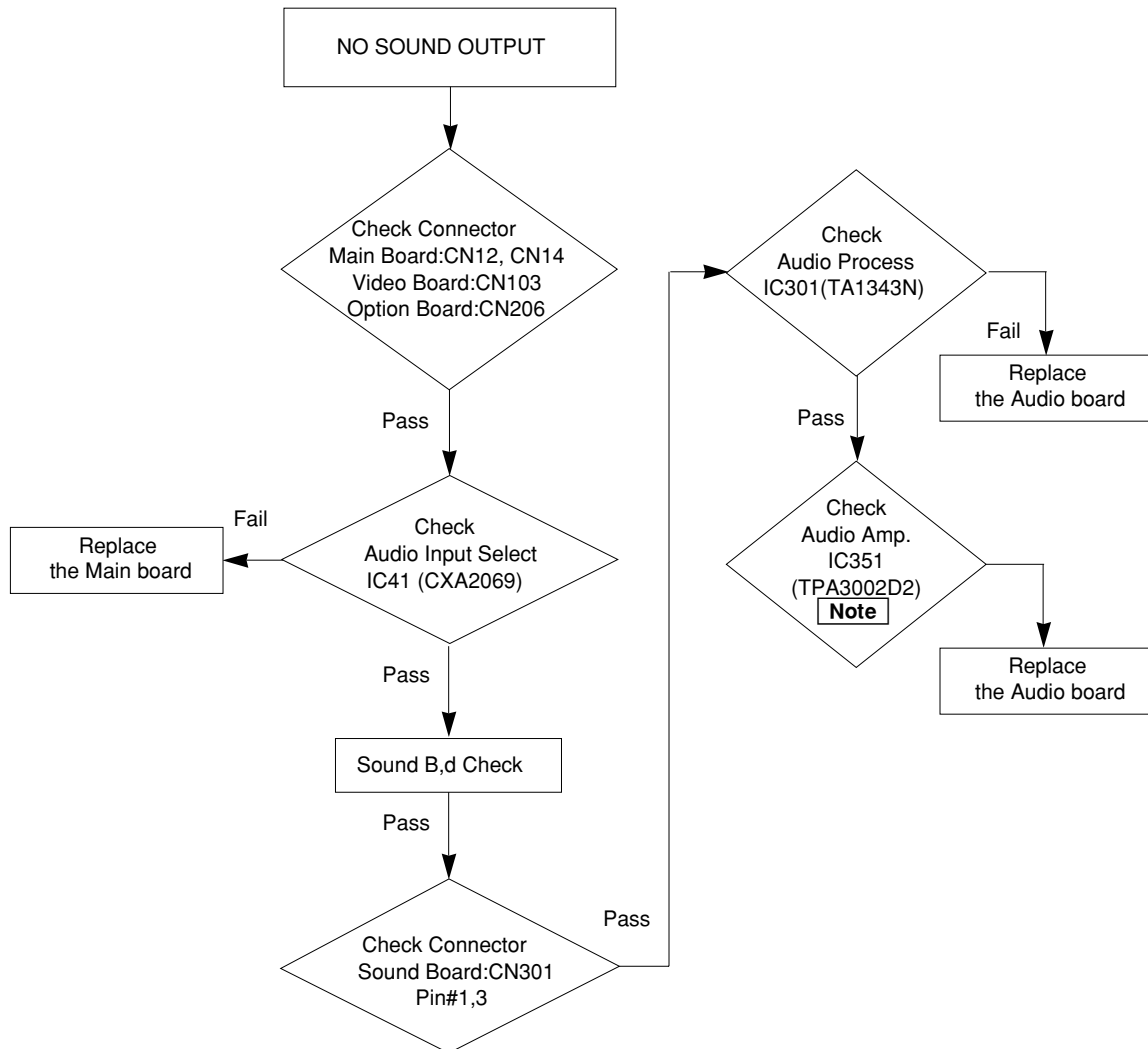 NO SOUND OUTPUT
Check Connector
Main Board:CN12, CN14
Video Board:CN103
Option Board:CN206
Pass
Check
Audio Input Select
IC41 (CXA2069)
Fail
Replace
the Main board
Pass
Sound B,d Check
Pass
Check Connector
Sound Board:CN301
Pin#1,3
Pass
Check
Audio Process
IC301(TA1343N)
Fail
Replace
the Audio board
Pass
Check
Audio Amp.
IC351
(TPA3002D2)
Note
Replace
the Audio board